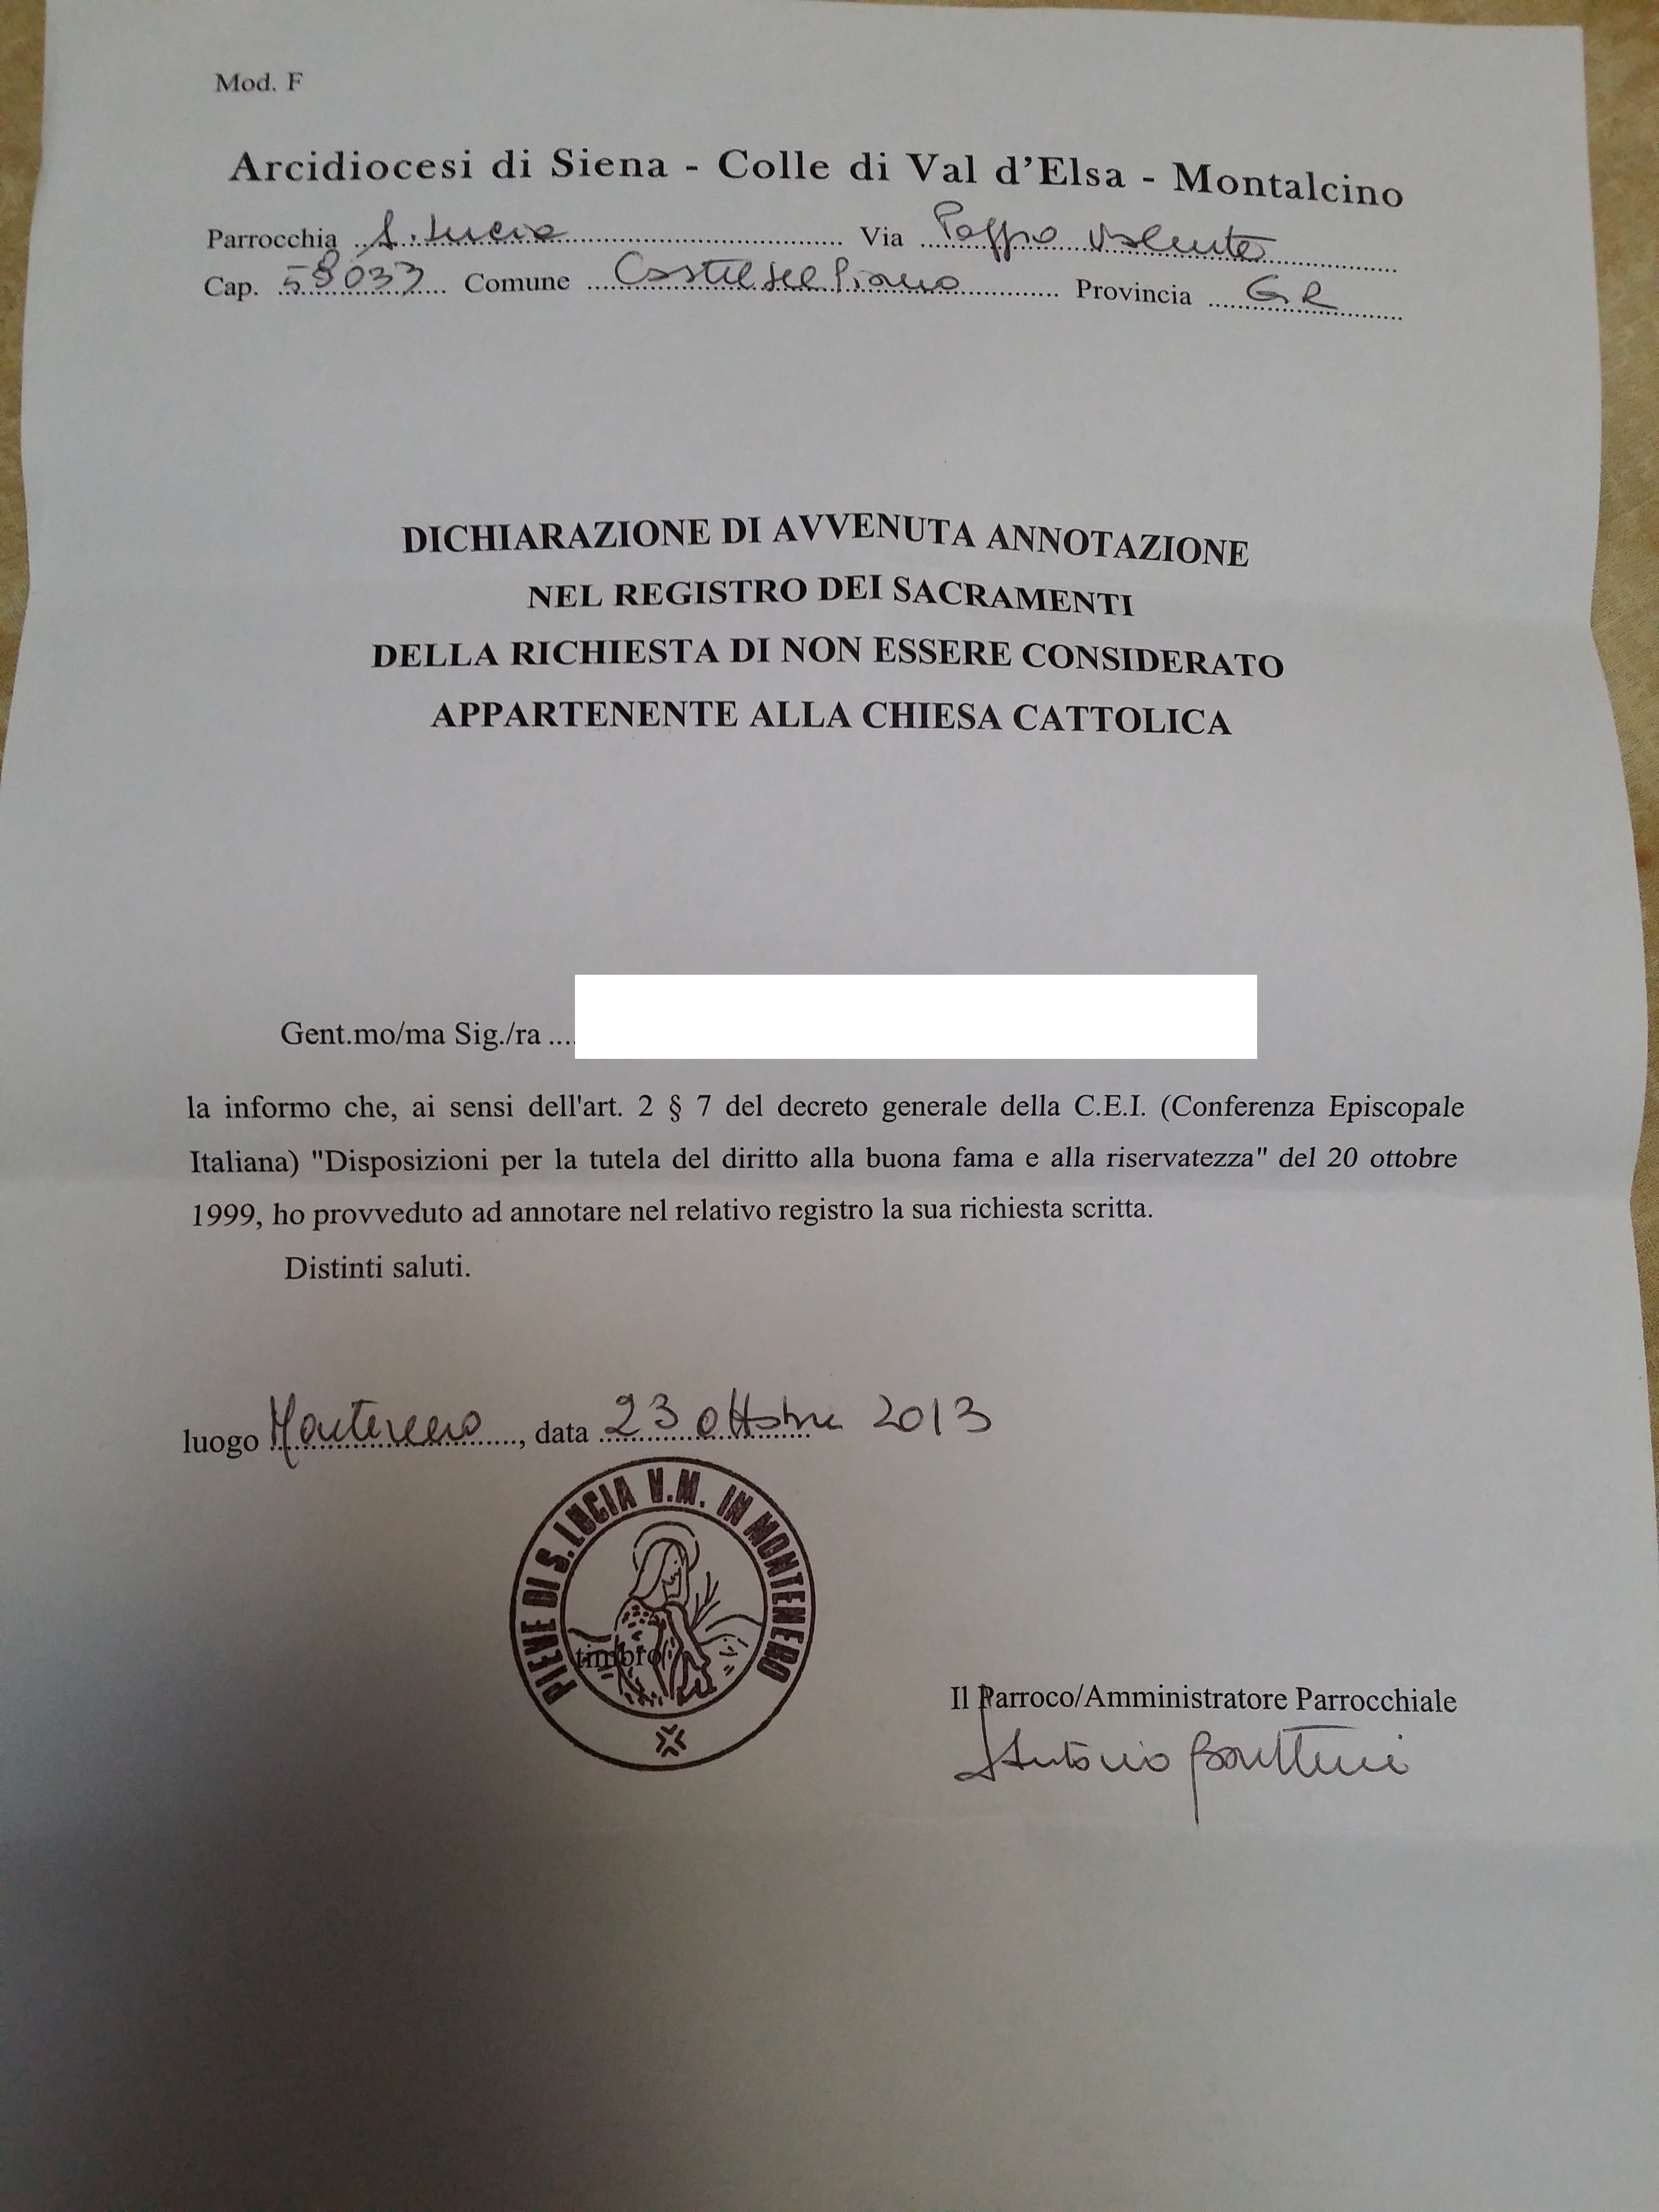 Mod. F
Arcidiocesi di Siena - Colle di Val d'Elsa - Montalcino
Parrocchia S. Lucia Via Poggio
Cap. 58033 Comune Castel del Piano Provincia GR
DICHIARAZIONE DI AVVENUTA ANNOTAZIONE
NEL REGISTRO DEI SACRAMENTI
DELLA RICHIESTA DI NON ESSERE CONSIDERATO
APPARTENENTE ALLA CHIESA CATTOLICA
Gent.mo/ma Sig./ra ....
la informo che, ai sensi dell'art. 2 § 7 del decreto generale della C.E.I. (Conferenza Episcopale
Italiana) "Disposizioni per la tutela del diritto alla buona fama e alla riservatezza" del 20 ottobre
1999, ho provveduto ad annotare nel relativo registro la sua richiesta scritta.
Distinti saluti.
luogo Montenero, data 23 ottobre 2013
PIEVE DI S. LUCIA V.M. IN MONTENERO
timbro
Il Parroco/Amministratore Parrocchiale
Antonio